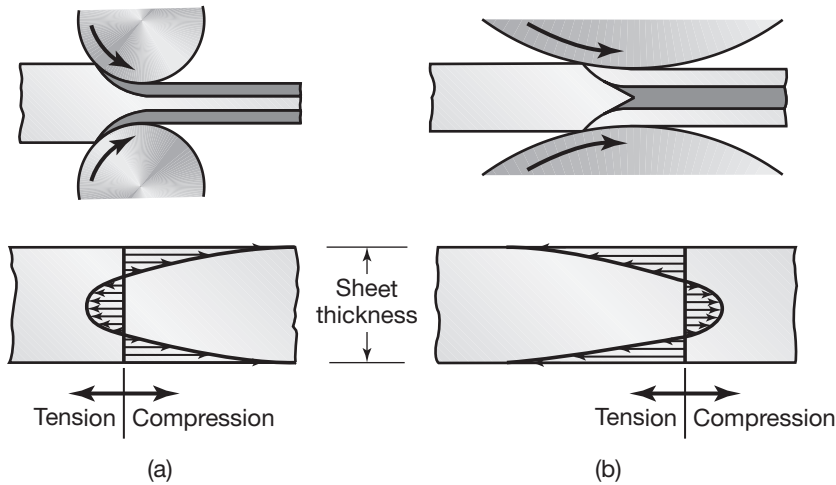 Sheet
thickness
Tension
Compression
Tension
Compression
(a)
(b)